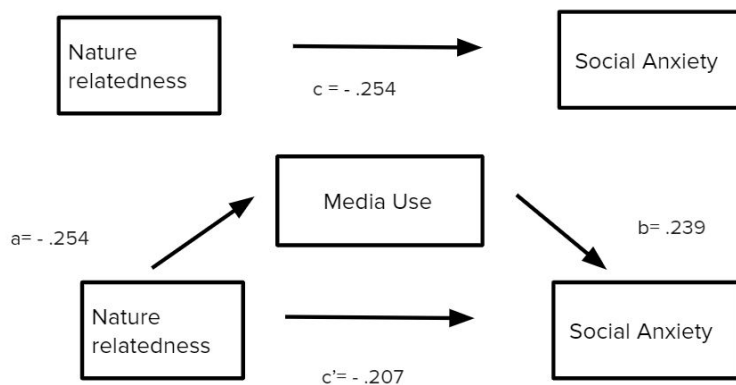 Nature
relatedness
c = - .254
Social Anxiety
Media Use
a= - .254
b= .239
Nature
relatedness
c'= - .207
Social Anxiety